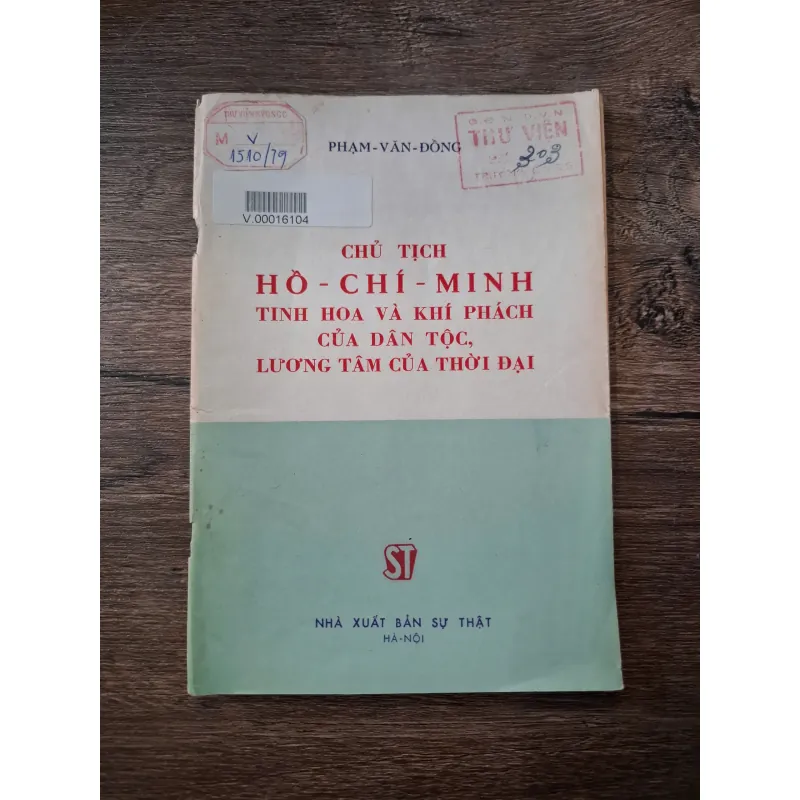 M
V
1510/79
V.00016104
PHẠM-VĂN-ĐỒNG
THƯ VIỆN
303
CHỦ TỊCH
HỒ - CHÍ - MINH
TINH HOA VÀ KHÍ PHÁCH
CỦA DÂN TỘC,
LƯƠNG TÂM CỦA THỜI ĐẠI
ST
NHÀ XUẤT BẢN SỰ THẬT
HÀ-NỘI